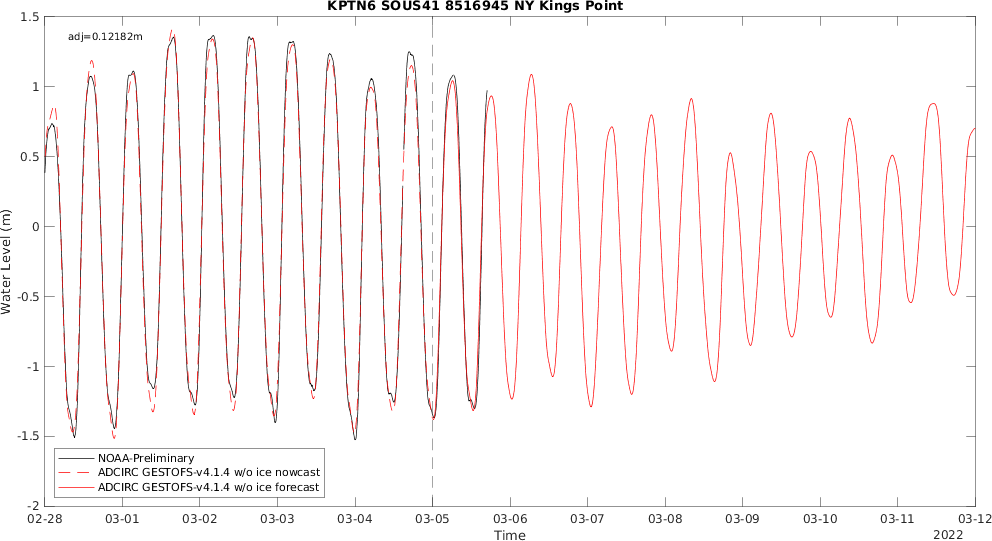 KPTN6 SOUS41 8516945 NY Kings Point
adj=0.12182m
1.5
1
0.5
0
-0.5
-1
-1.5
-2
Water Level (m)
NOAA-Preliminary
ADCIRC GESTOFS-v4.1.4 w/o ice nowcast
ADCIRC GESTOFS-v4.1.4 w/o ice forecast
02-28 03-01 03-02 03-03 03-04 03-05 03-06 03-07 03-08 03-09 03-10 03-11 03-12
Time
2022